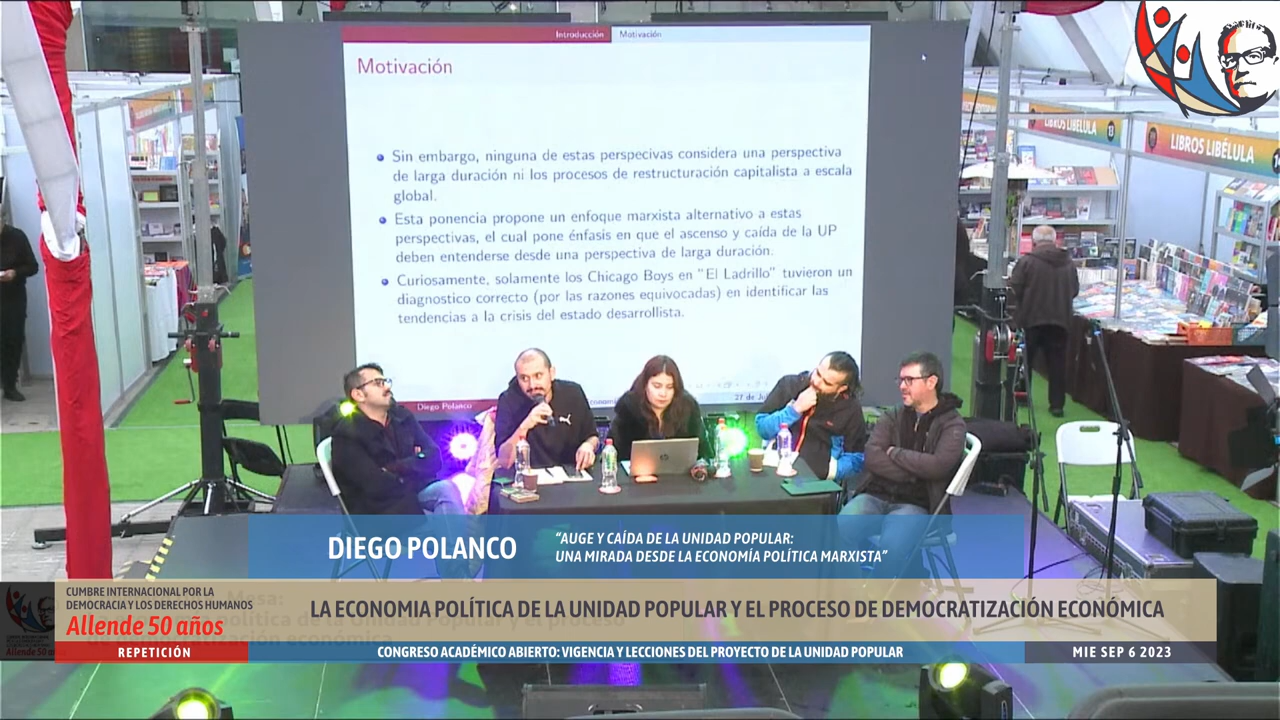 Introducción Motivación
Motivación
Sin embargo, ninguna de estas perspecivas considera una perspectiva
de larga duración ni los procesos de restructuración capitalista a escala
global.
Esta ponencia propone un enfoque marxista alternativo a estas
perspectivas, el cual pone énfasis en que el ascenso y caída de la UP
deben entenderse desde una perspectiva de larga duración.
Curiosamente, solamente los Chicago Boys en "El Ladrillo" tuvieron un
diagnostico correcto (por las razones equivocadas) en identificar las
tendencias a la crisis del estado desarrollista.
Diego Polanco
LIBROS LIBÉLULA
LIBROS LIBÉLULA
DIEGO POLANCO
“AUGE Y CAÍDA DE LA UNIDAD POPULAR:
UNA MIRADA DESDE LA ECONOMÍA POLÍTICA MARXISTA”
CUMBRE INTERNACIONAL POR LA
DEMOCRACIA Y LOS DERECHOS HUMANOS
Allende 50 años
LA ECONOMIA POLÍTICA DE LA UNIDAD POPULAR Y EL PROCESO DE DEMOCRATIZACIÓN ECONÓMICA
REPETICIÓN
CONGRESO ACADÉMICO ABIERTO: VIGENCIA Y LECCIONES DEL PROYECTO DE LA UNIDAD POPULAR
MIE SEP 6 2023